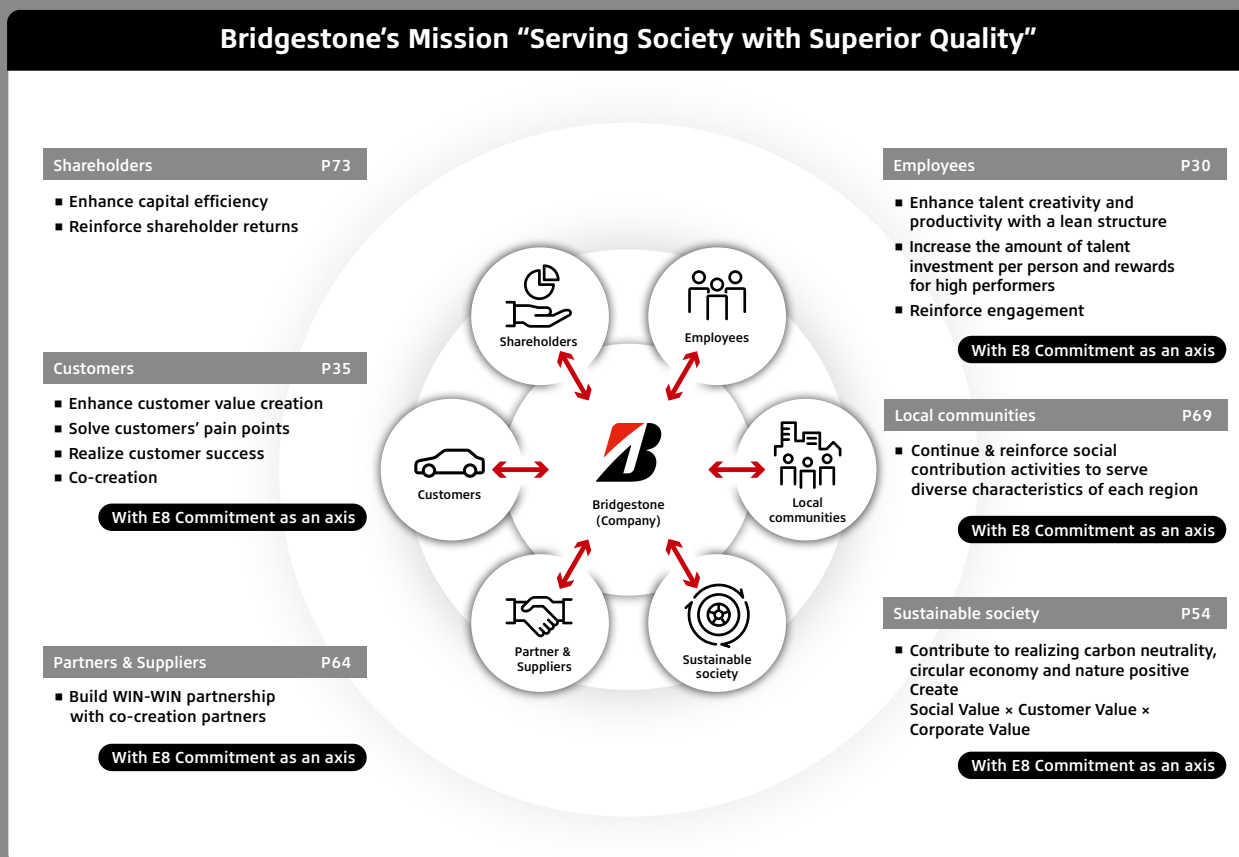 Bridgestone’s Mission “Serving Society with Superior Quality”
Shareholders P73
■ Enhance capital efficiency
■ Reinforce shareholder returns
Customers P35
■ Enhance customer value creation
■ Solve customers’ pain points
■ Realize customer success
■ Co-creation
With E8 Commitment as an axis
Partners & Suppliers P64
■ Build WIN-WIN partnership
with co-creation partners
With E8 Commitment as an axis
Shareholders
Employees
Customers
Bridgestone
(Company)
Local
communities
Partner &
Suppliers
Sustainable
society
Employees P30
■ Enhance talent creativity and
productivity with a lean structure
■ Increase the amount of talent
investment per person and rewards
for high performers
■ Reinforce engagement
With E8 Commitment as an axis
Local communities P69
■ Continue & reinforce social
contribution activities to serve
diverse characteristics of each region
With E8 Commitment as an axis
Sustainable society P54
■ Contribute to realizing carbon neutrality,
circular economy and nature positive
Create
Social Value × Customer Value ×
Corporate Value
With E8 Commitment as an axis